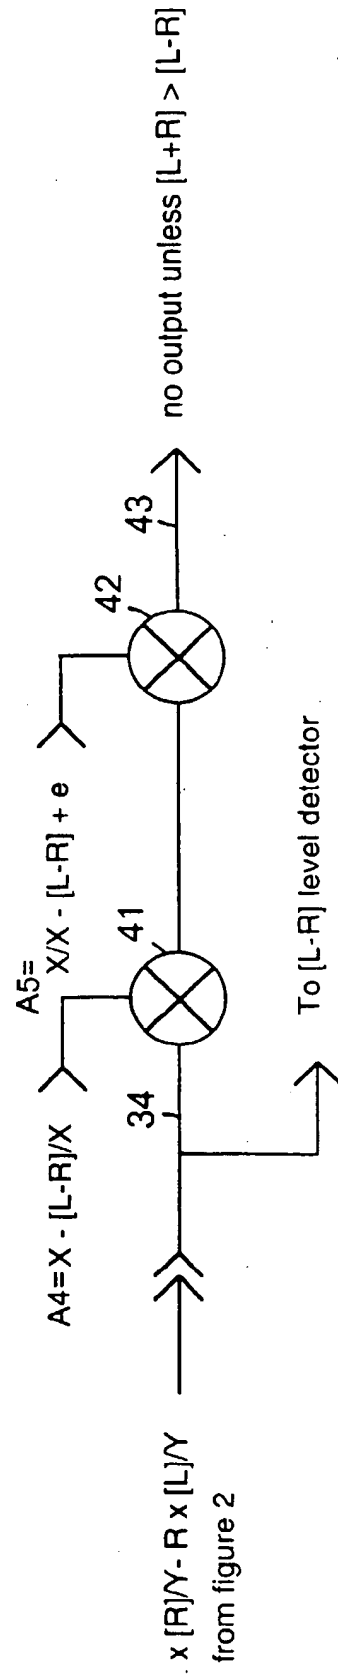 x [R]/Y- R x [L]/Y
from figure 2
A4=X - [L-R]/X
34
41
To [L-R] level detector
A5=
X/X - [L-R] + e
42
43
no output unless [L+R] > [L-R]